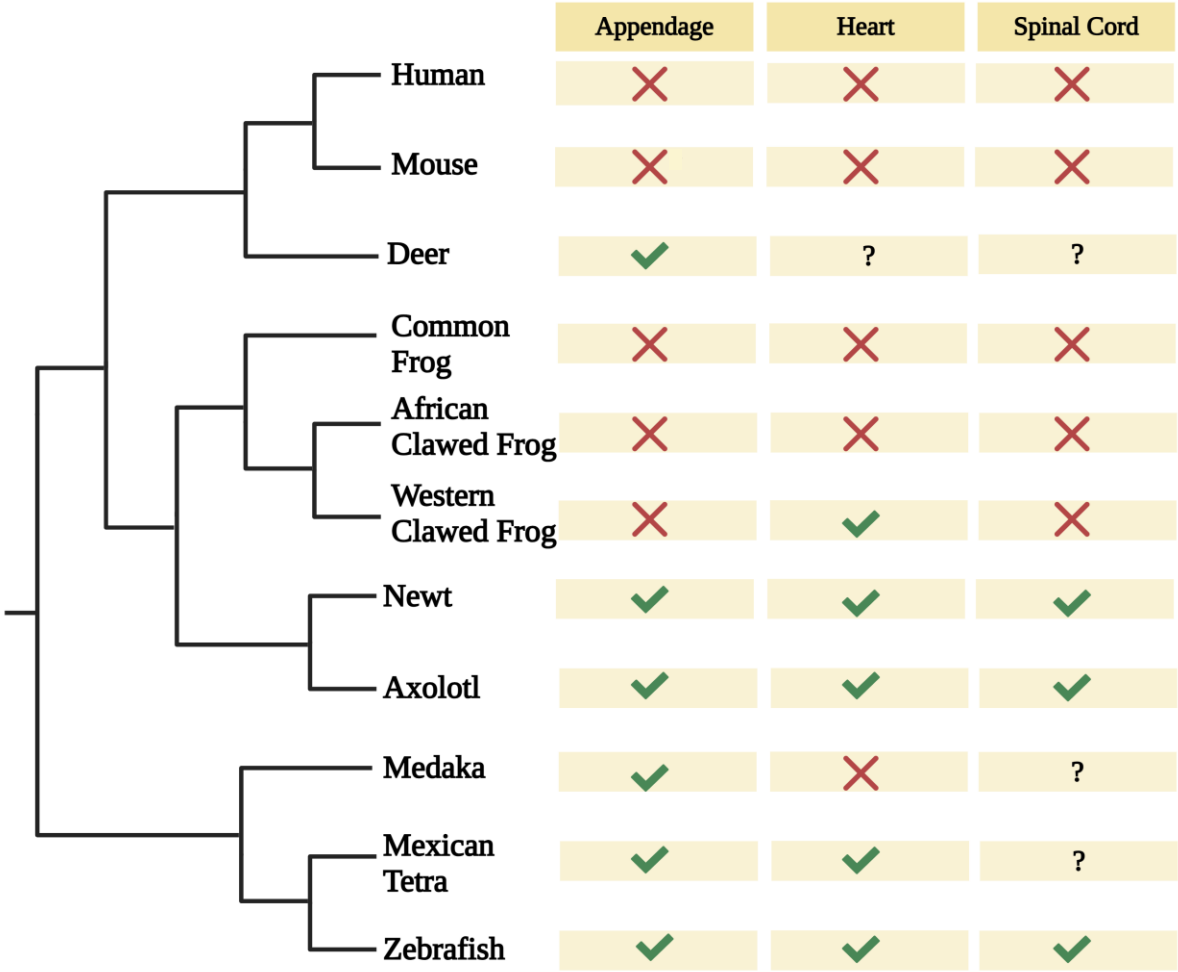 Appendage Heart Spinal Cord
Human
Mouse
Deer ? ?
Common
Frog
African
Clawed Frog
Western
Clawed Frog
Newt
Axolotl
Medaka ?
Mexican
Tetra ?
Zebrafish